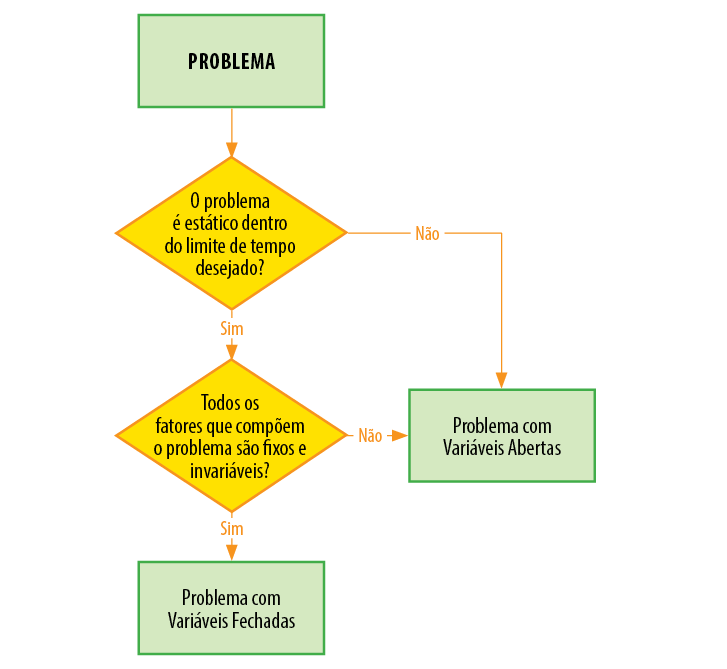 PROBLEMA
O problema
é estático dentro
do limite de tempo
desejado?
Não
Sim
Todos os
fatores que compõem
o problema são fixos e
invariáveis?
Não
Problema com
Variáveis Abertas
Sim
Problema com
Variáveis Fechadas